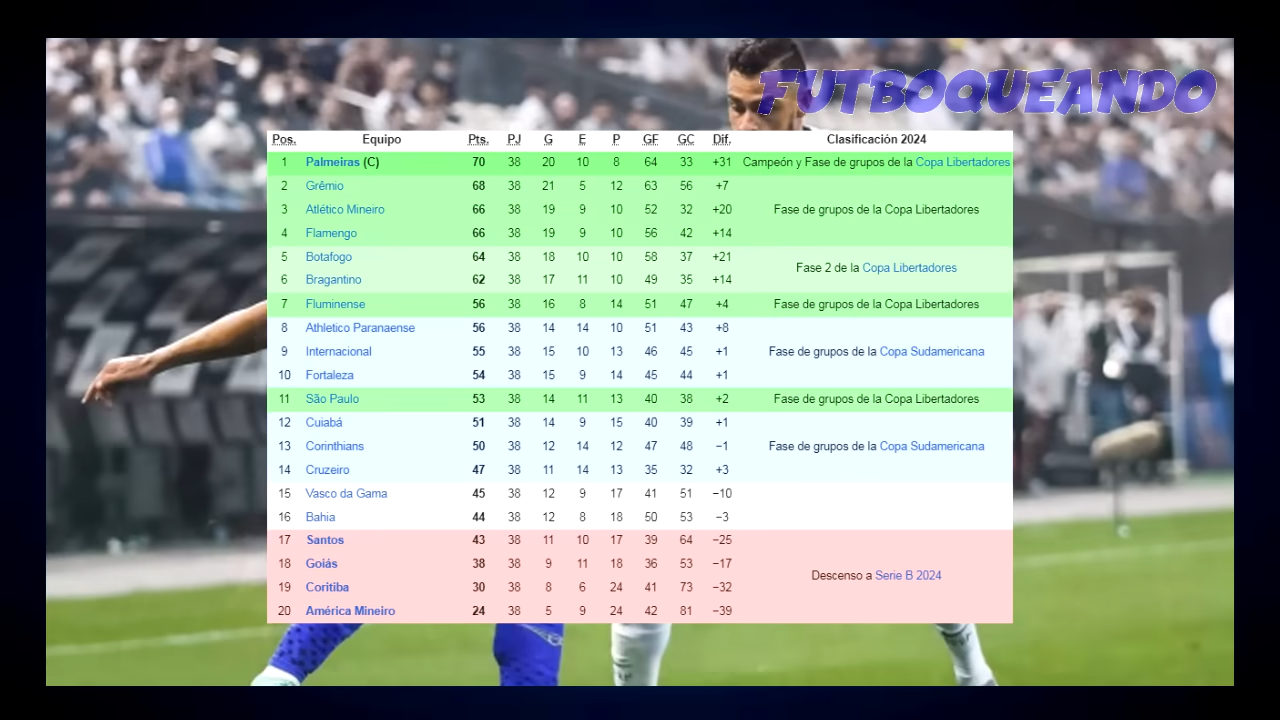 FUTBOQUEANDO
Pos. Equipo Pts. PJ G E P GF GC Dif. Clasificación 2024
1 Palmeiras (C) 70 38 20 10 8 64 33 +31 Campeón y Fase de grupos de la Copa Libertadores
2 Grêmio 68 38 21 5 12 63 56 +7
3 Atlético Mineiro 66 38 19 9 10 52 32 +20 Fase de grupos de la Copa Libertadores
4 Flamengo 66 38 19 9 10 56 42 +14
5 Botafogo 64 38 18 10 10 58 37 +21
Fase 2 de la Copa Libertadores
6 Bragantino 62 38 17 11 10 49 35 +14
7 Fluminense 56 38 16 8 14 51 47 +4 Fase de grupos de la Copa Libertadores
8 Athletico Paranaense 56 38 14 14 10 51 43 +8
9 Internacional 55 38 15 10 13 46 45 +1 Fase de grupos de la Copa Sudamericana
10 Fortaleza 54 38 15 9 14 45 44 +1
11 São Paulo 53 38 14 11 13 40 38 +2 Fase de grupos de la Copa Libertadores
12 Cuiabá 51 38 14 9 15 40 39 +1
13 Corinthians 50 38 12 14 12 47 48 −1 Fase de grupos de la Copa Sudamericana
14 Cruzeiro 47 38 11 14 13 35 32 +3
15 Vasco da Gama 45 38 12 9 17 41 51 −10
16 Bahia 44 38 12 8 18 50 53 −3
17 Santos 43 38 11 10 17 39 64 −25
18 Goiás 38 38 9 11 18 36 53 −17
Descenso a Serie B 2024
19 Coritiba 30 38 8 6 24 41 73 −32
20 América Mineiro 24 38 5 9 24 42 81 −39